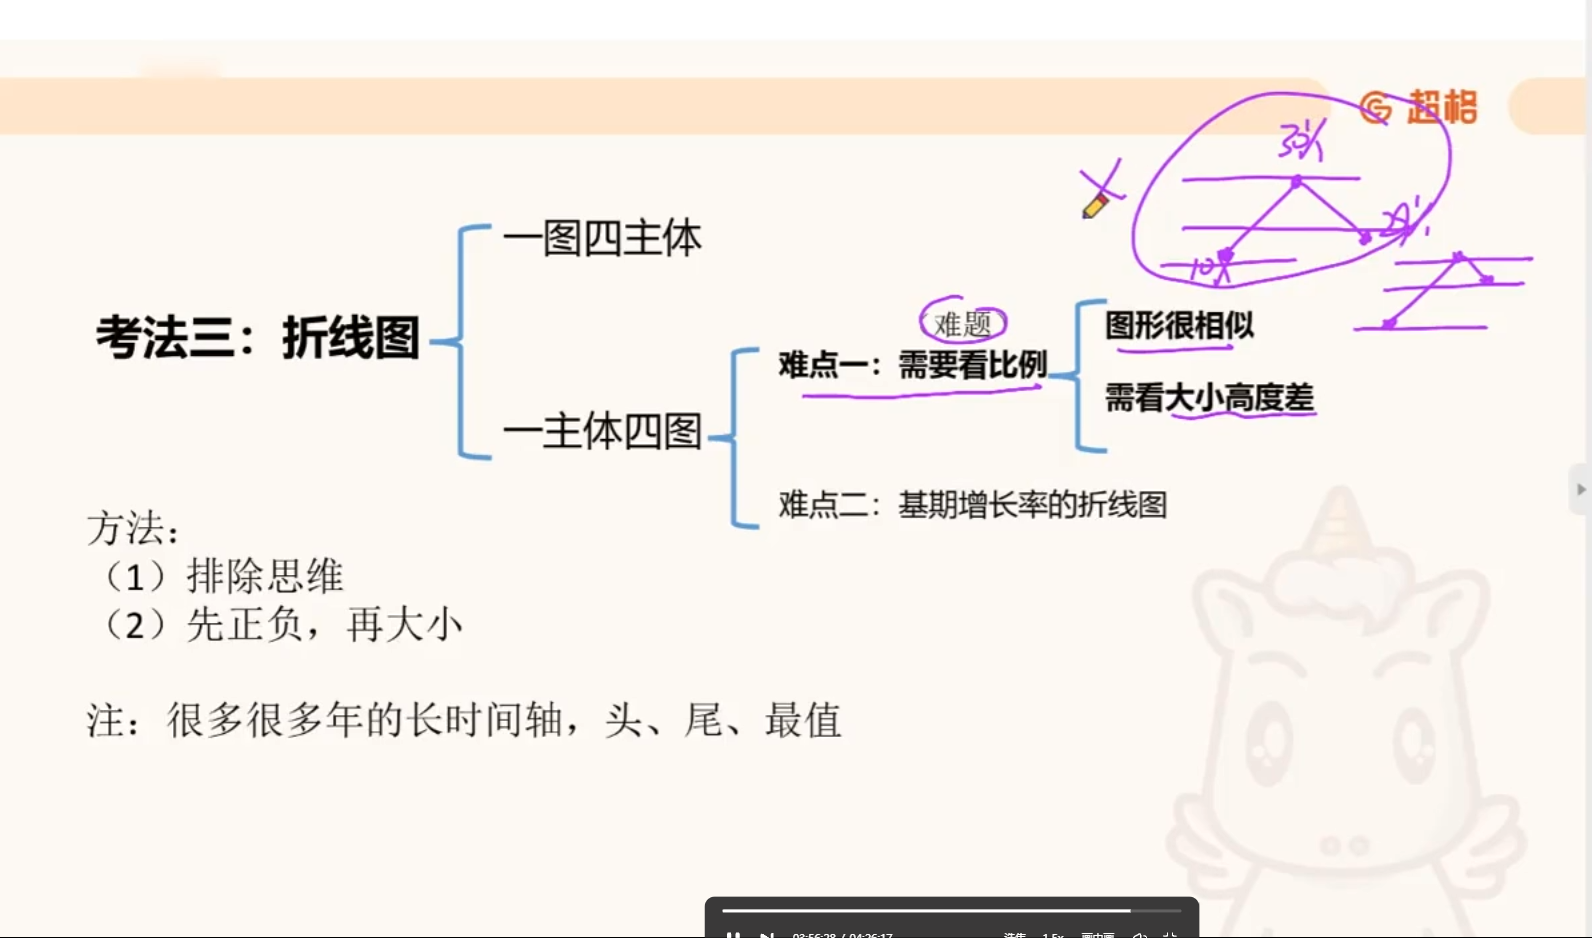 超格
30%
10%
一图四主体
考法三：折线图
（难题）
难点一：需要看比例
图形很相似
需看大小高度差
一主体四图
难点二：基期增长率的折线图
方法：
（1）排除思维
（2）先正负，再大小
注：很多很多年的长时间轴，头、尾、最值